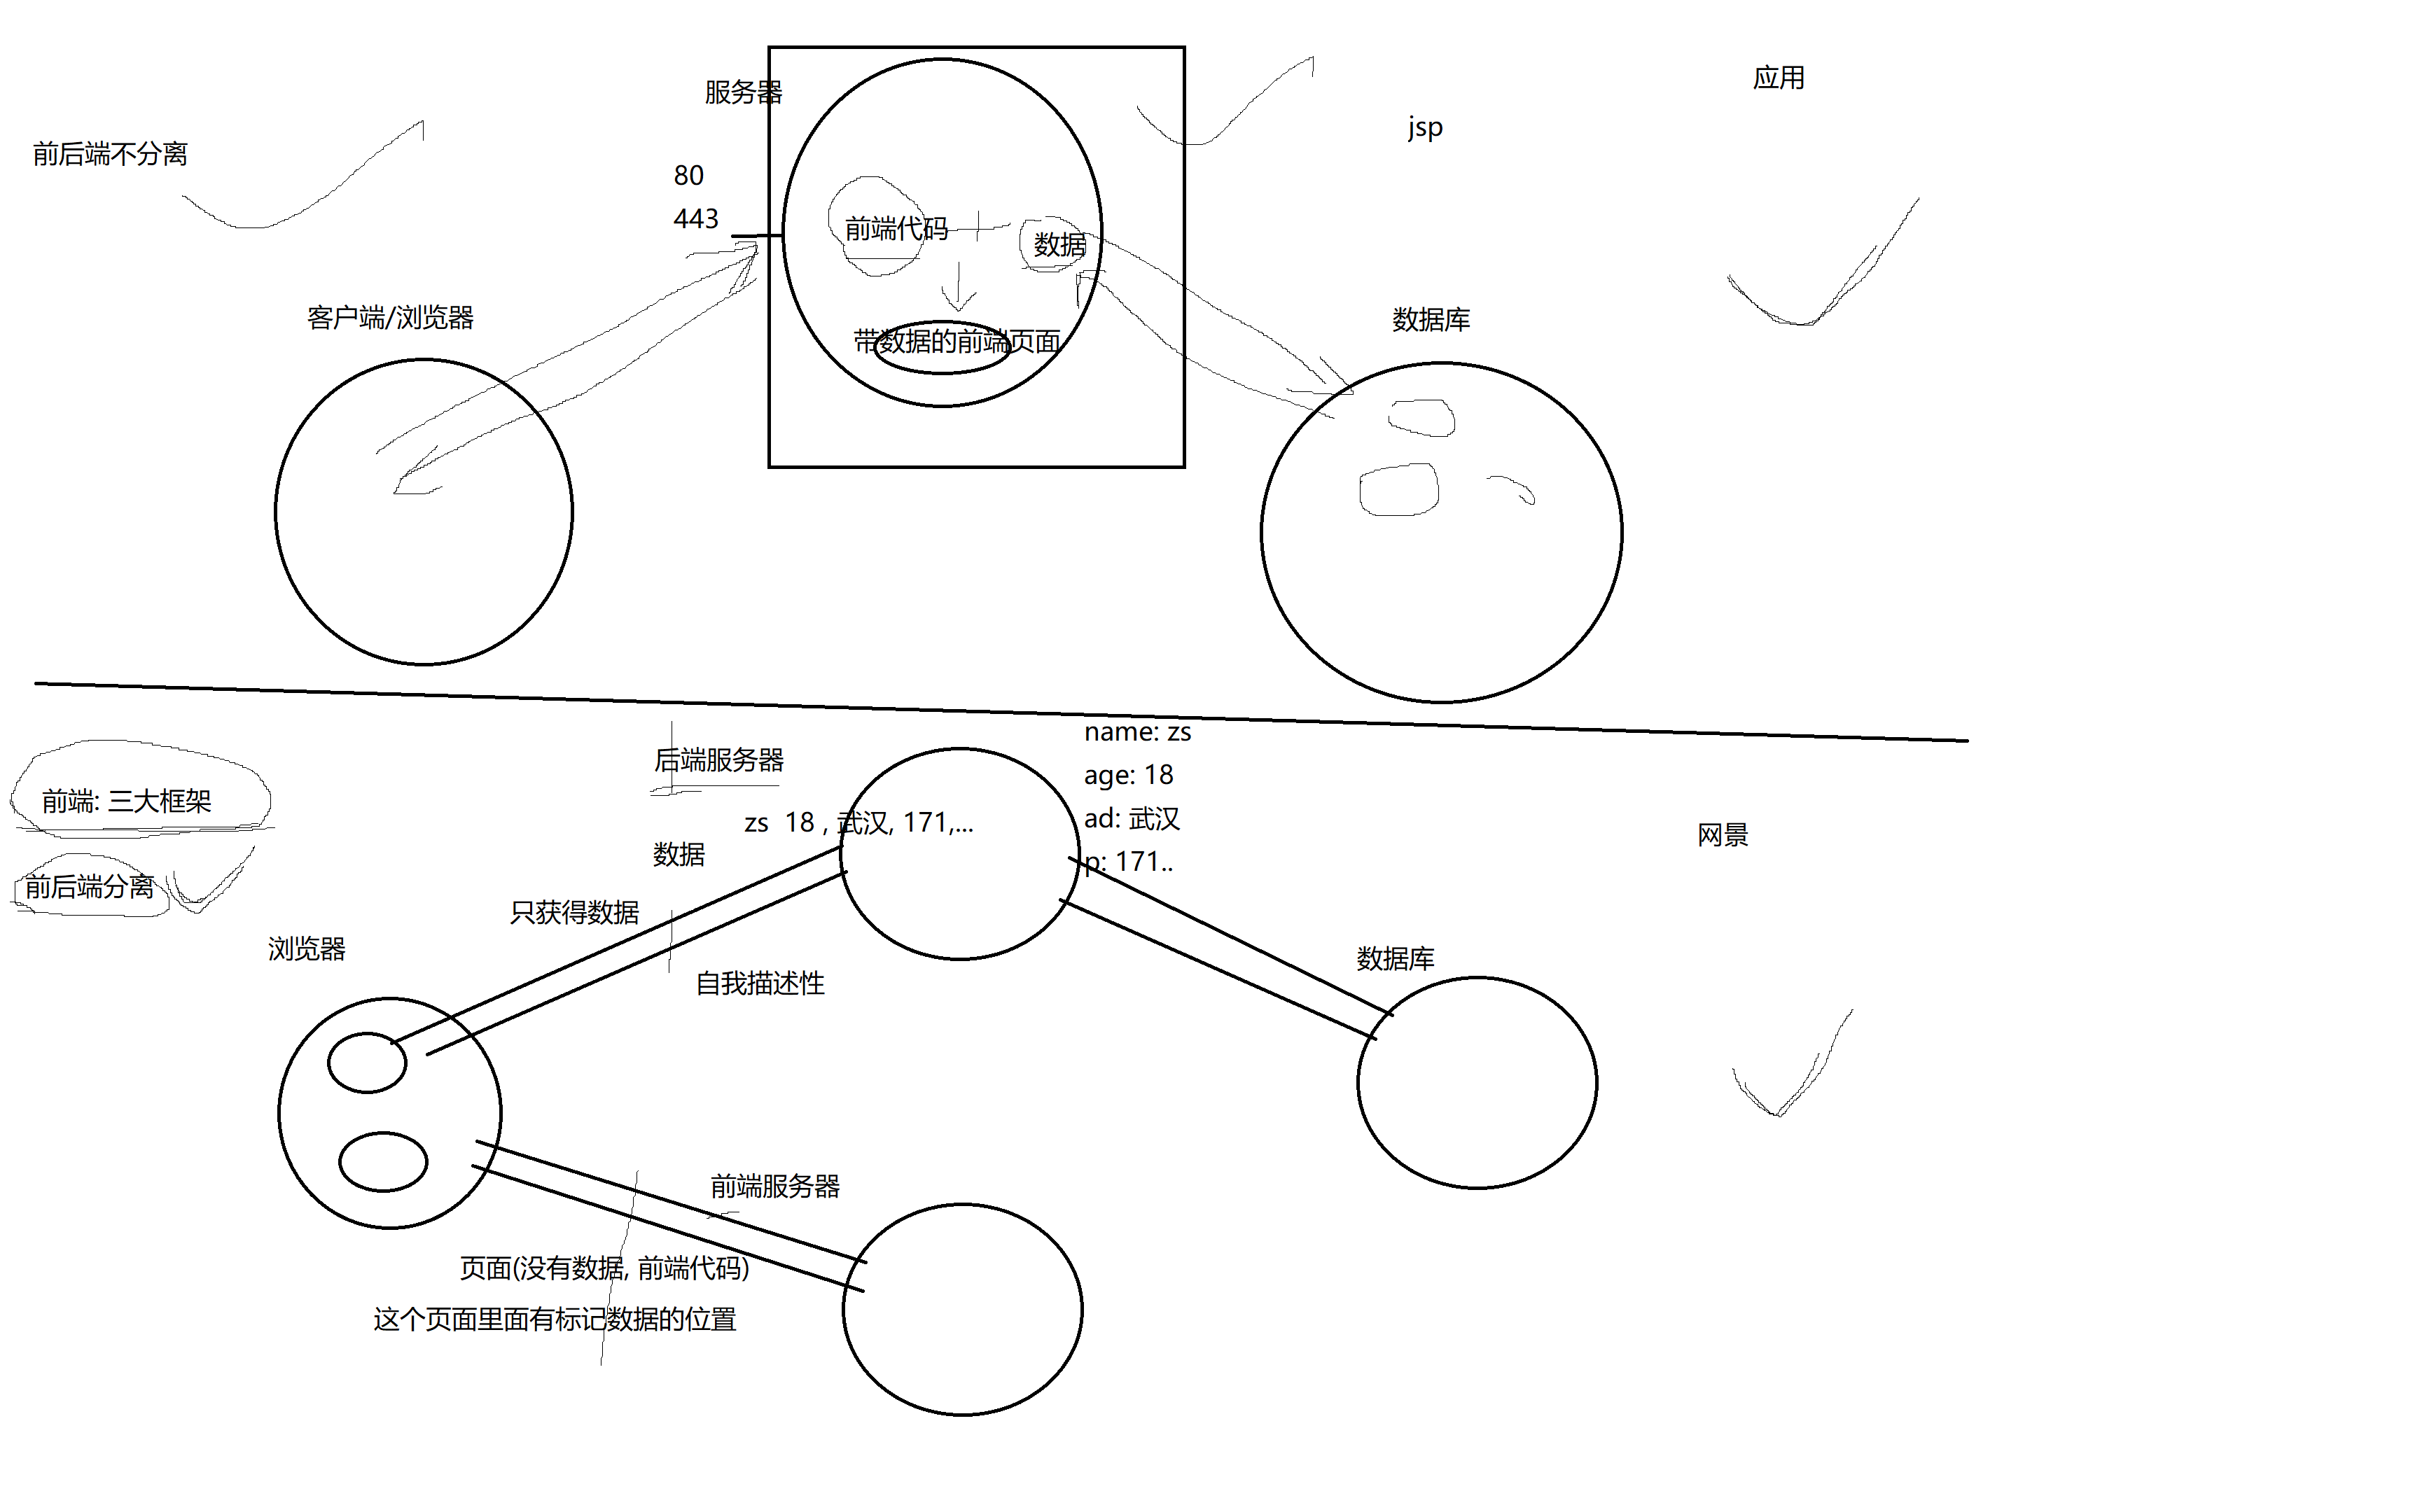 服务器
应用
jsp
前后端不分离
80
443
前端代码
数据
客户端/浏览器
数据库
带数据的前端页面
name: zs
后端服务器
age: 18
前端: 三大框架
zs 18 , 武汉, 171,...
ad: 武汉
网景
数据
p: 171..
前后端分离
只获得数据
浏览器
数据库
自我描述性
前端服务器
页面(没有数据, 前端代码)
这个页面里面有标记数据的位置